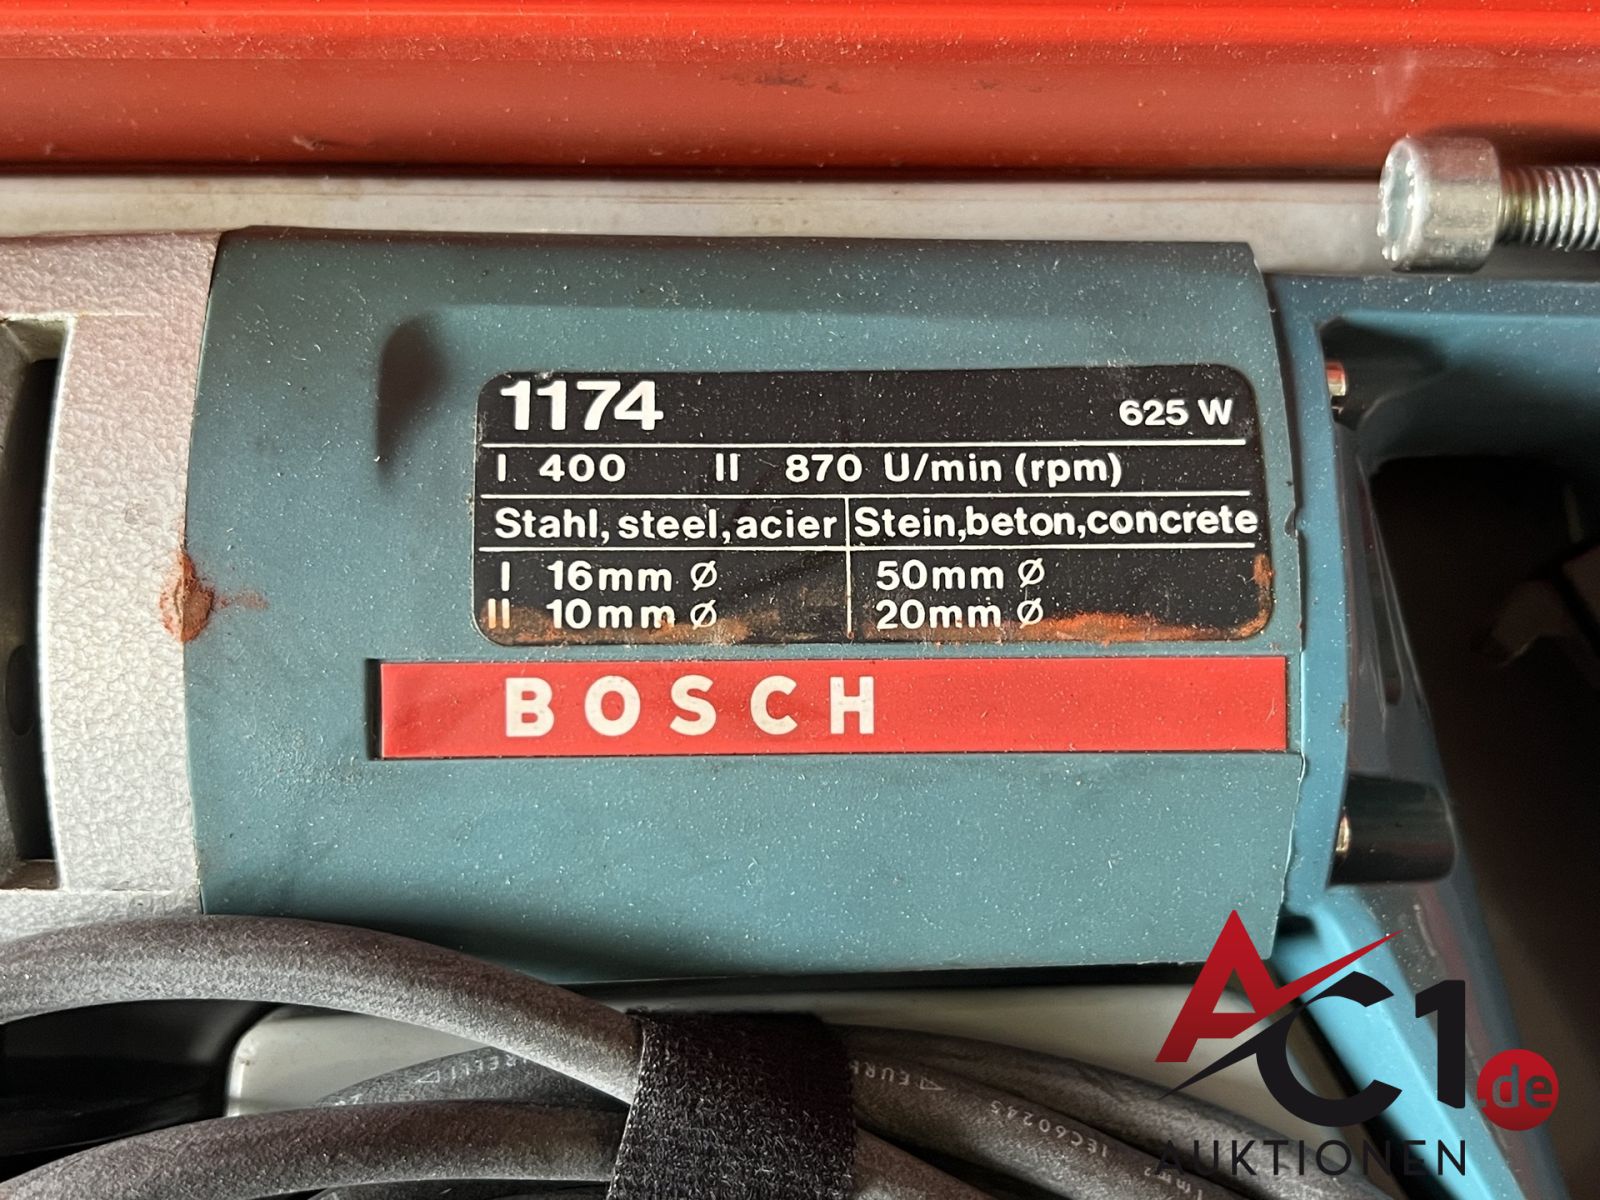 1174
625 W
I 400 II 870 U/min (rpm)
Stahl, steel, acier Stein, beton, concrete
I 16mm Ø 50mm Ø
II 10mm Ø 20mm Ø
BOSCH
IEC60245
AC1.de
AUKTIONEN